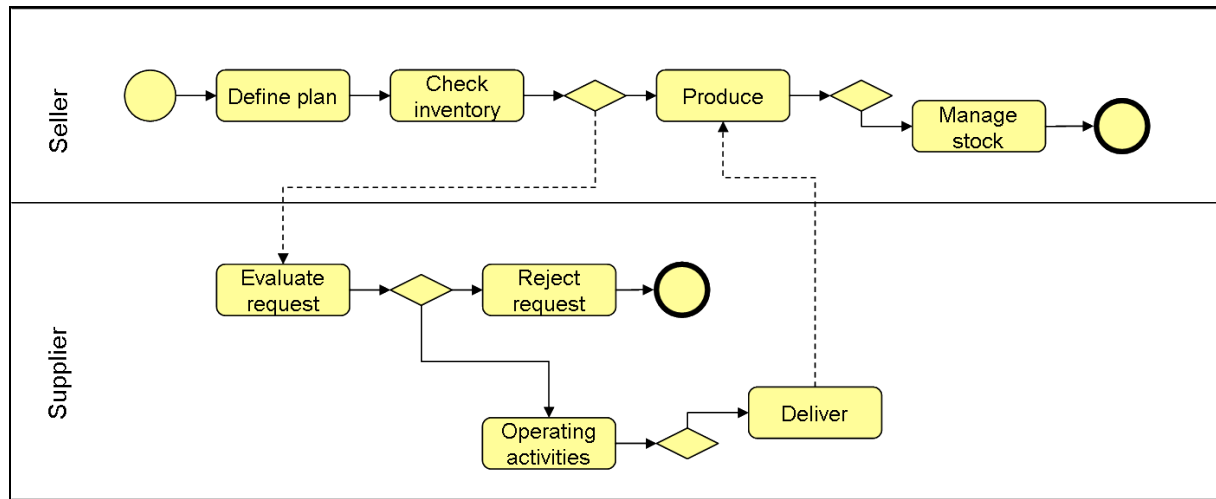 Seller
Define plan
Check
inventory
Produce
Manage
stock
Supplier
Evaluate
request
Reject
request
Operating
activities
Deliver